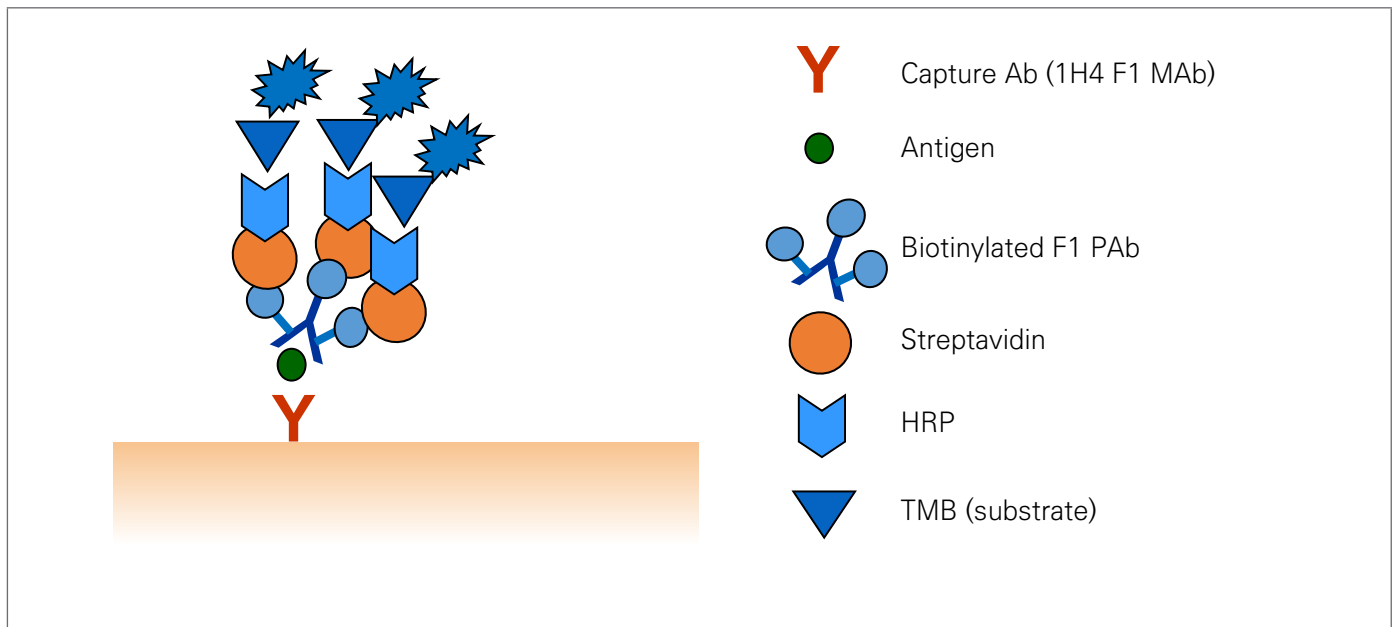 Capture Ab (1H4 F1 MAb)
Antigen
Biotinylated F1 PAb
Streptavidin
HRP
TMB (substrate)